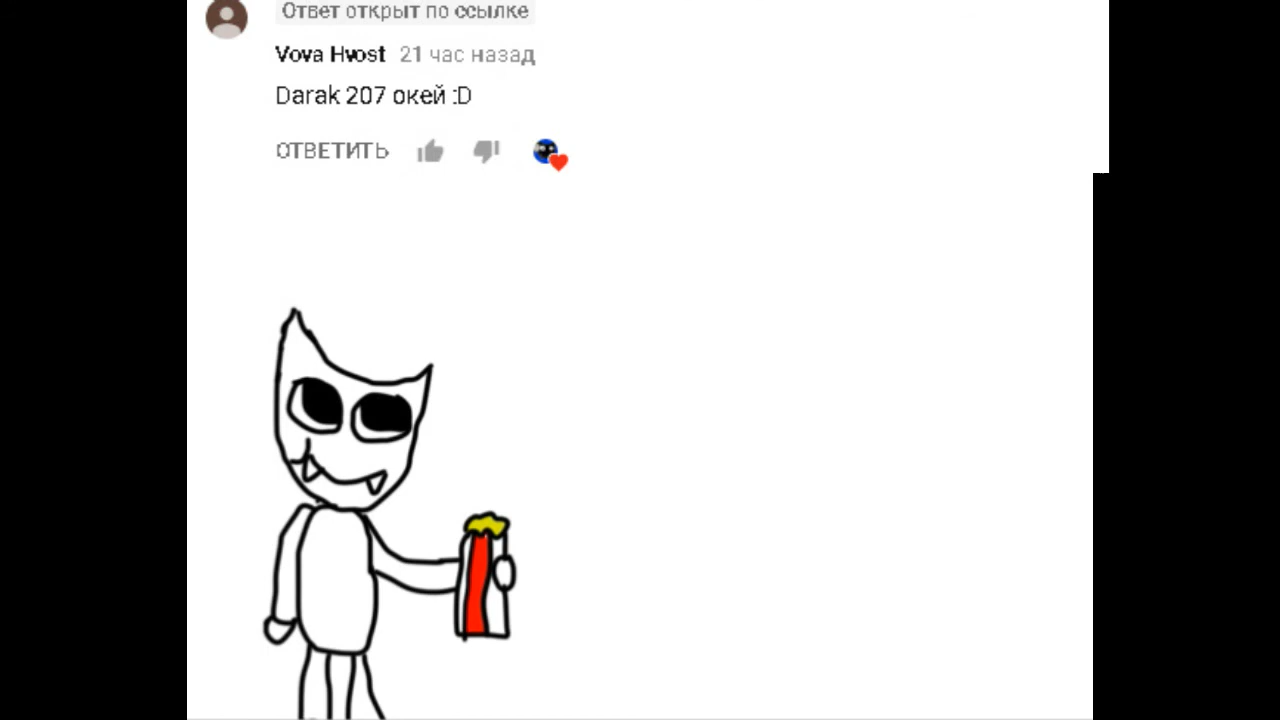 Ответ открыт по ссылке
Vova Hvost 21 час назад
Darak 207 окей :D
ОТВЕТИТЬ